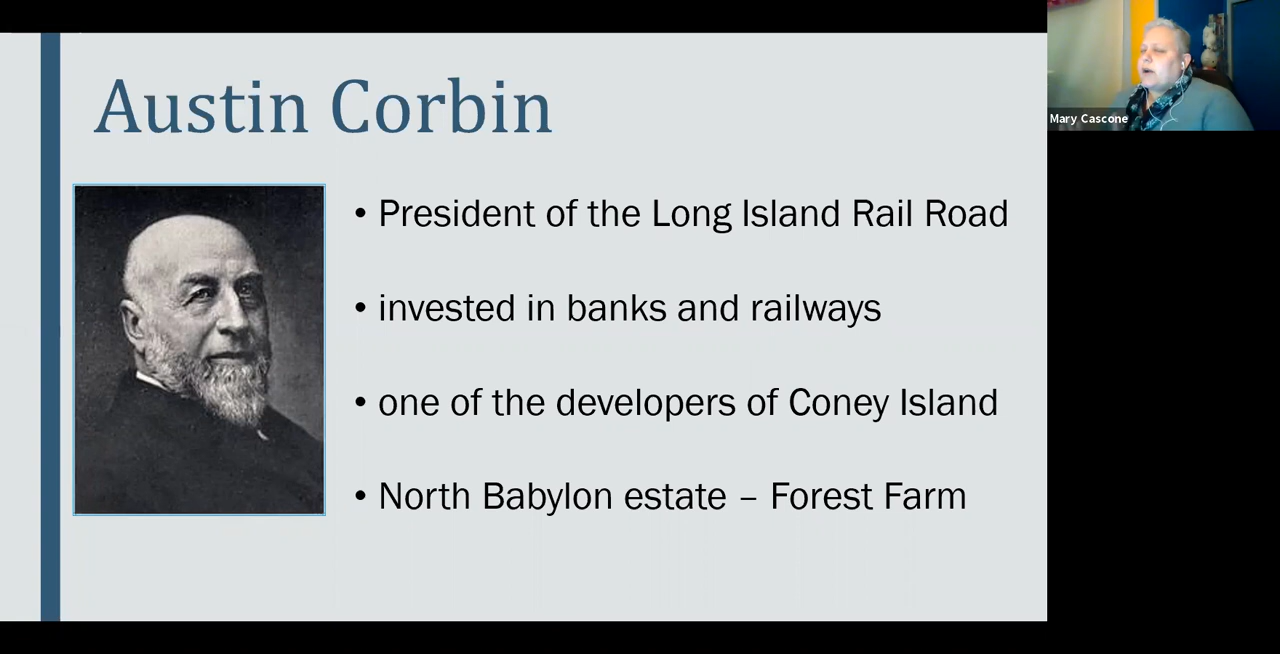 Austin Corbin
• President of the Long Island Rail Road
• invested in banks and railways
• one of the developers of Coney Island
• North Babylon estate – Forest Farm
Mary Cascone